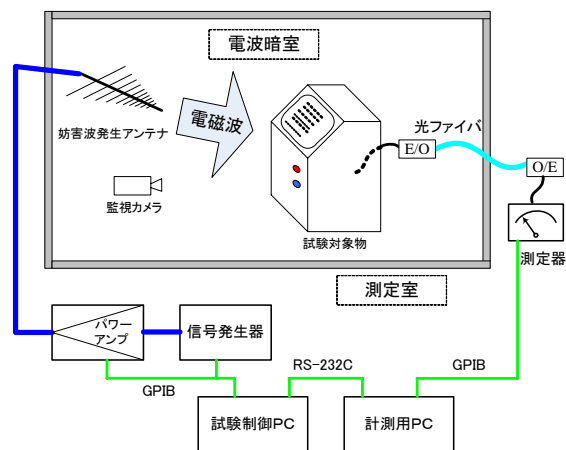 電波暗室
妨害波発生アンテナ
電磁波
光ファイバ
E/O
O/E
監視カメラ
試験対象物
測定器
測定室
パワー
アンプ
信号発生器
RS-232C
GPIB
GPIB
試験制御PC
計測用PC